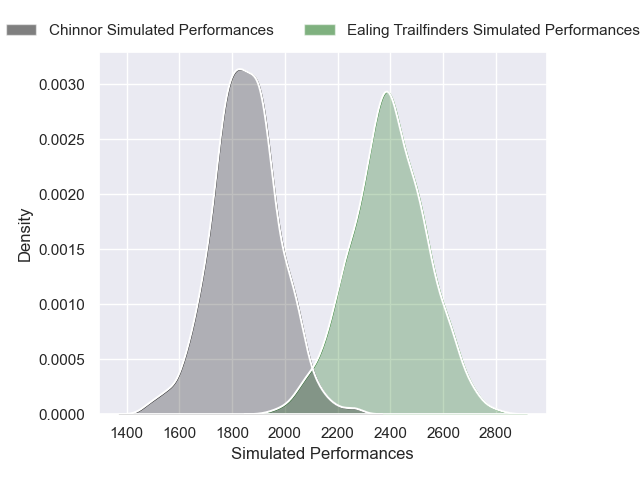 Chinnor Simulated Performances
Ealing Trailfinders Simulated Performances
0.0030
0.0025
0.0020
0.0015
0.0010
0.0005
0.0000
Density
1400 1600 1800 2000 2200 2400 2600 2800
Simulated Performances